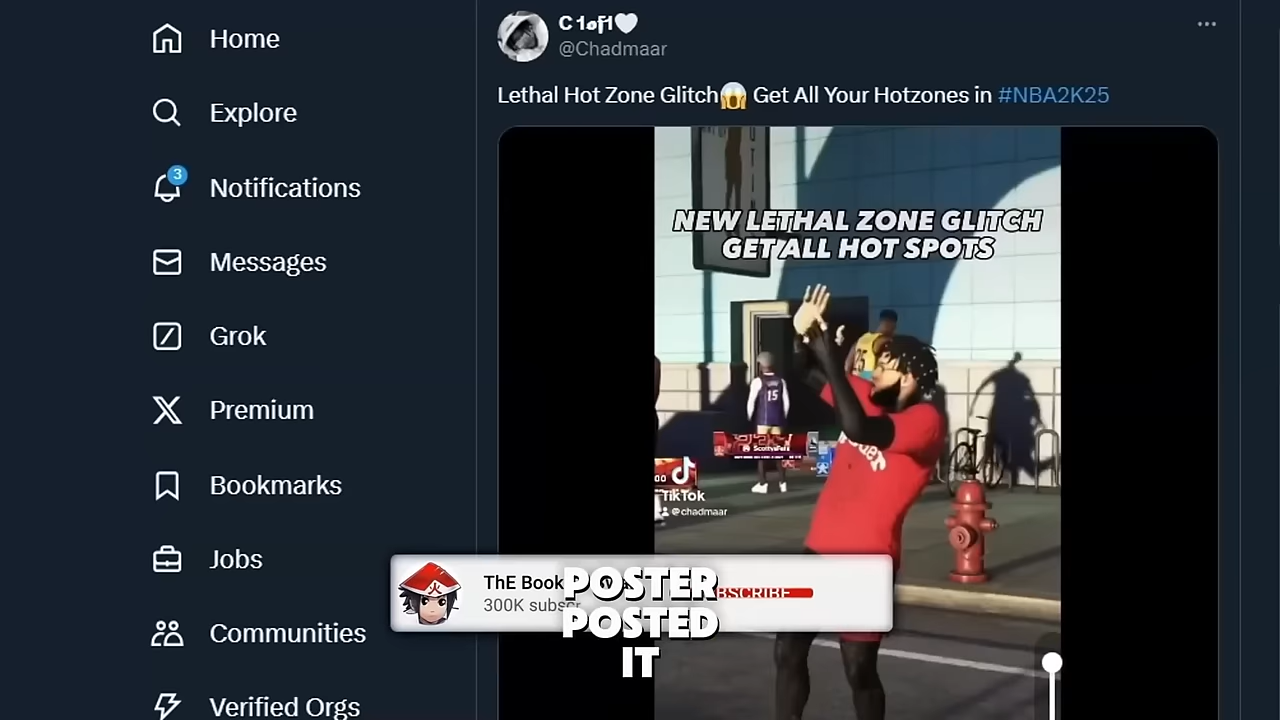 Home
Explore
3
Notifications
Messages
Grok
Premium
Bookmarks
Jobs
Communities
Verified Orgs
@Chadmaar
Lethal Hot Zone Glitch😱 Get All Your Hotzones in #NBA2K25
NEW LETHAL ZONE GLITCH
GET ALL HOT SPOTS
15
TikTok
@chadmaar
ThE Book
300K subscr
POSTER
POSTED
IT